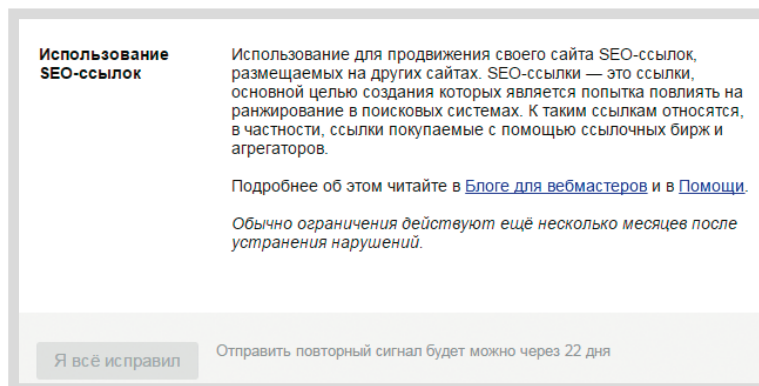 Использование
SEO-ссылок
Использование для продвижения своего сайта SEO-ссылок,
размещаемых на других сайтах. SEO-ссылки — это ссылки,
основной целью создания которых является попытка повлиять на
ранжирование в поисковых системах. К таким ссылкам относятся,
в частности, ссылки покупаемые с помощью ссылочных бирж и
агрегаторов.
Подробнее об этом читайте в Блоге для вебмастеров и в Помощи.
Обычно ограничения действуют ещё несколько месяцев после
устранения нарушений.
Я всё исправил
Отправить повторный сигнал будет можно через 22 дня